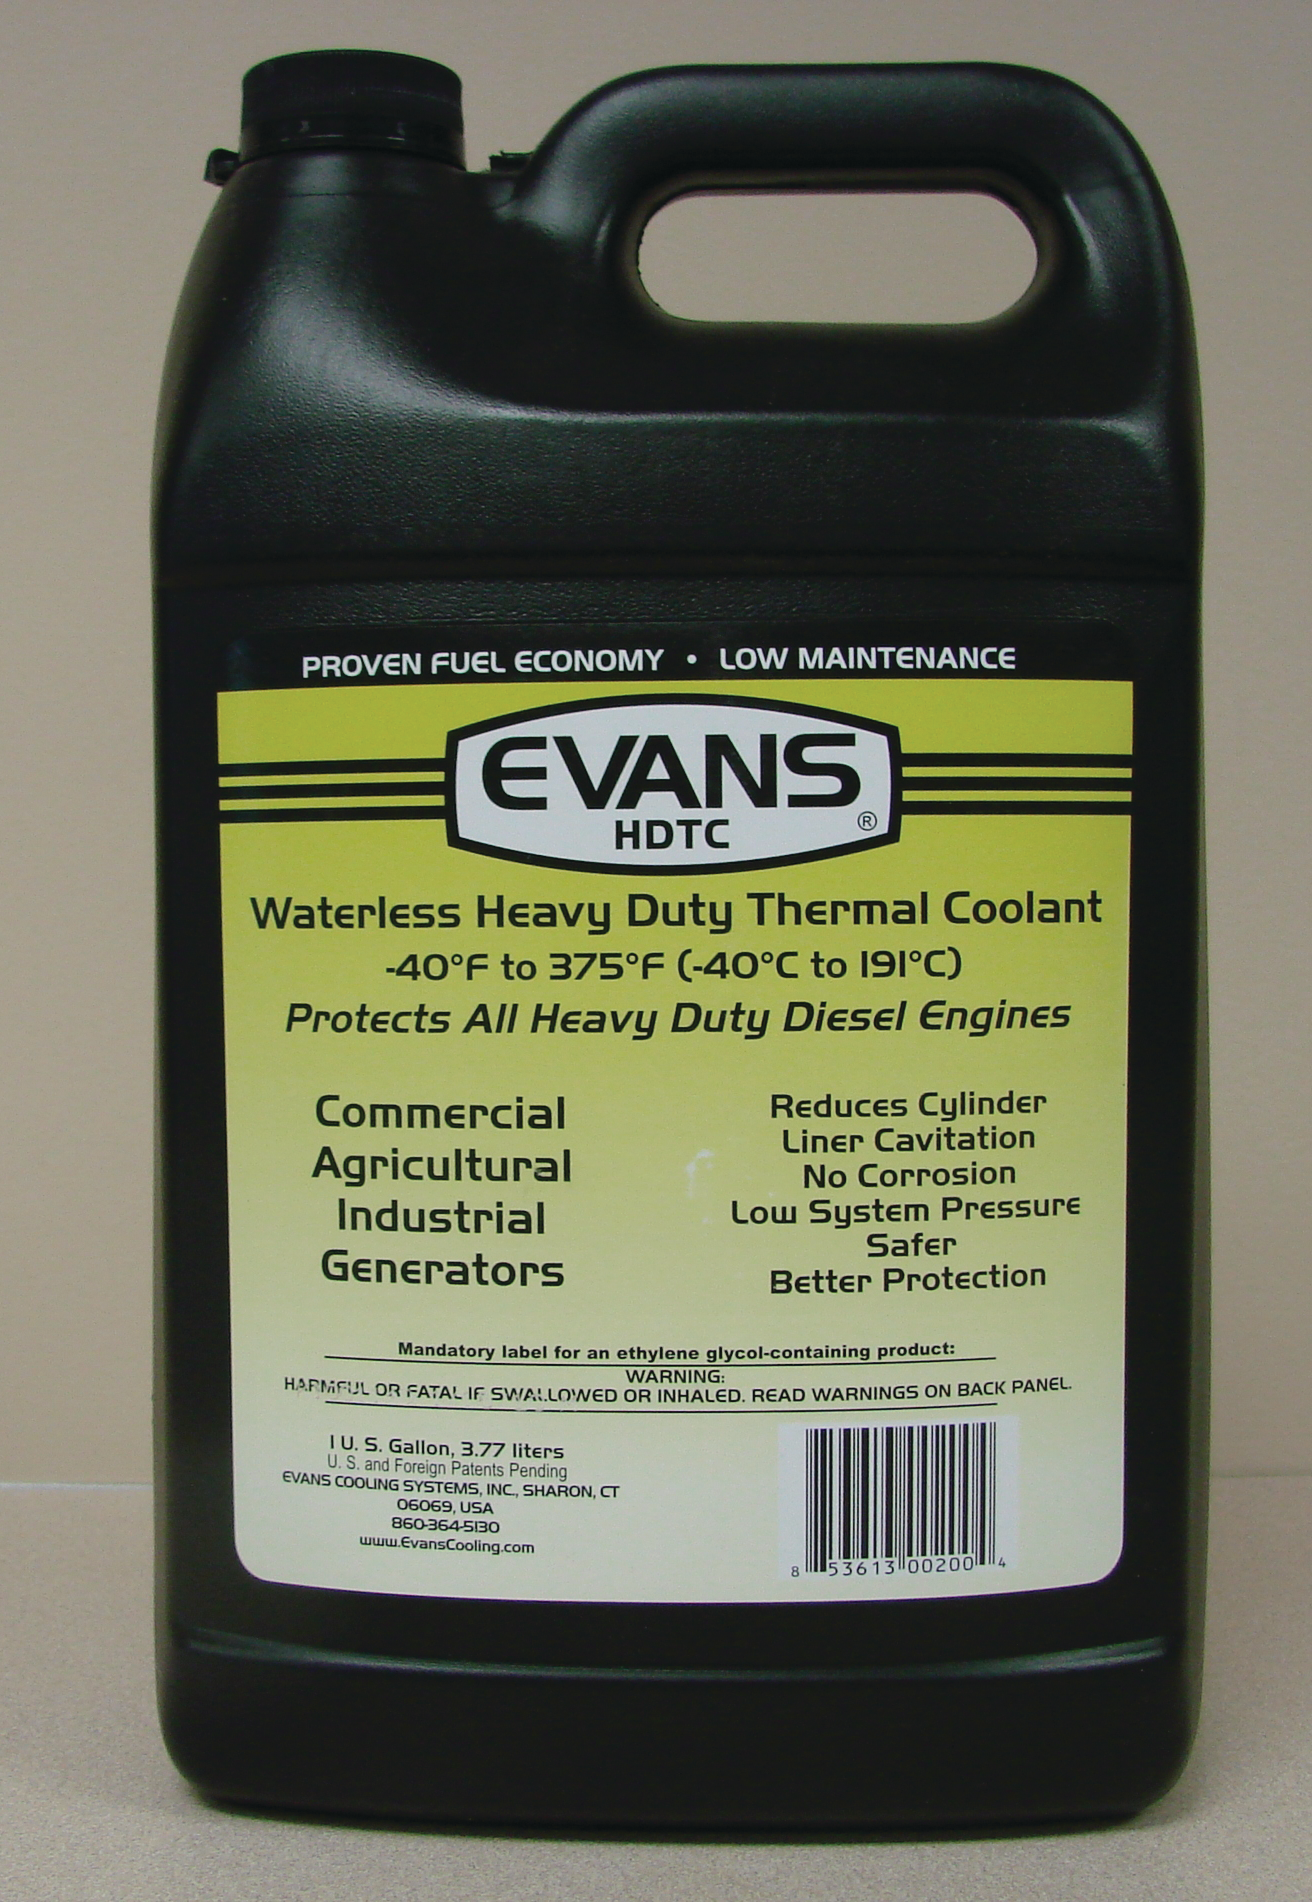 PROVEN FUEL ECONOMY • LOW MAINTENANCE
EVANS
HDTC ®
Waterless Heavy Duty Thermal Coolant
-40°F to 375°F (-40°C to 191°C)
Protects All Heavy Duty Diesel Engines
Commercial
Agricultural
Industrial
Generators
Reduces Cylinder
Liner Cavitation
No Corrosion
Low System Pressure
Safer
Better Protection
Mandatory label for an ethylene glycol-containing product:
WARNING:
HARMFUL OR FATAL IF SWALLOWED OR INHALED. READ WARNINGS ON BACK PANEL.
1 U. S. Gallon, 3.77 liters
U. S. and Foreign Patents Pending
EVANS COOLING SYSTEMS, INC., SHARON, CT
06069, USA
860-364-5130
www.EvansCooling.com
8 53613 00200 4